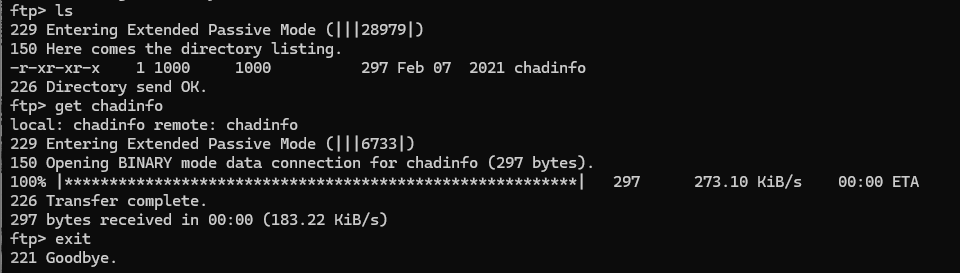 ftp> ls
229 Entering Extended Passive Mode (|||28979|)
150 Here comes the directory listing.
-r-xr-xr-x    1 1000     1000          297 Feb 07  2021 chadinfo
226 Directory send OK.
ftp> get chadinfo
local: chadinfo remote: chadinfo
229 Entering Extended Passive Mode (|||6733|)
150 Opening BINARY mode data connection for chadinfo (297 bytes).
100% |*********************************************************|   297      273.10 KiB/s    00:00 ETA
226 Transfer complete.
297 bytes received in 00:00 (183.22 KiB/s)
ftp> exit
221 Goodbye.